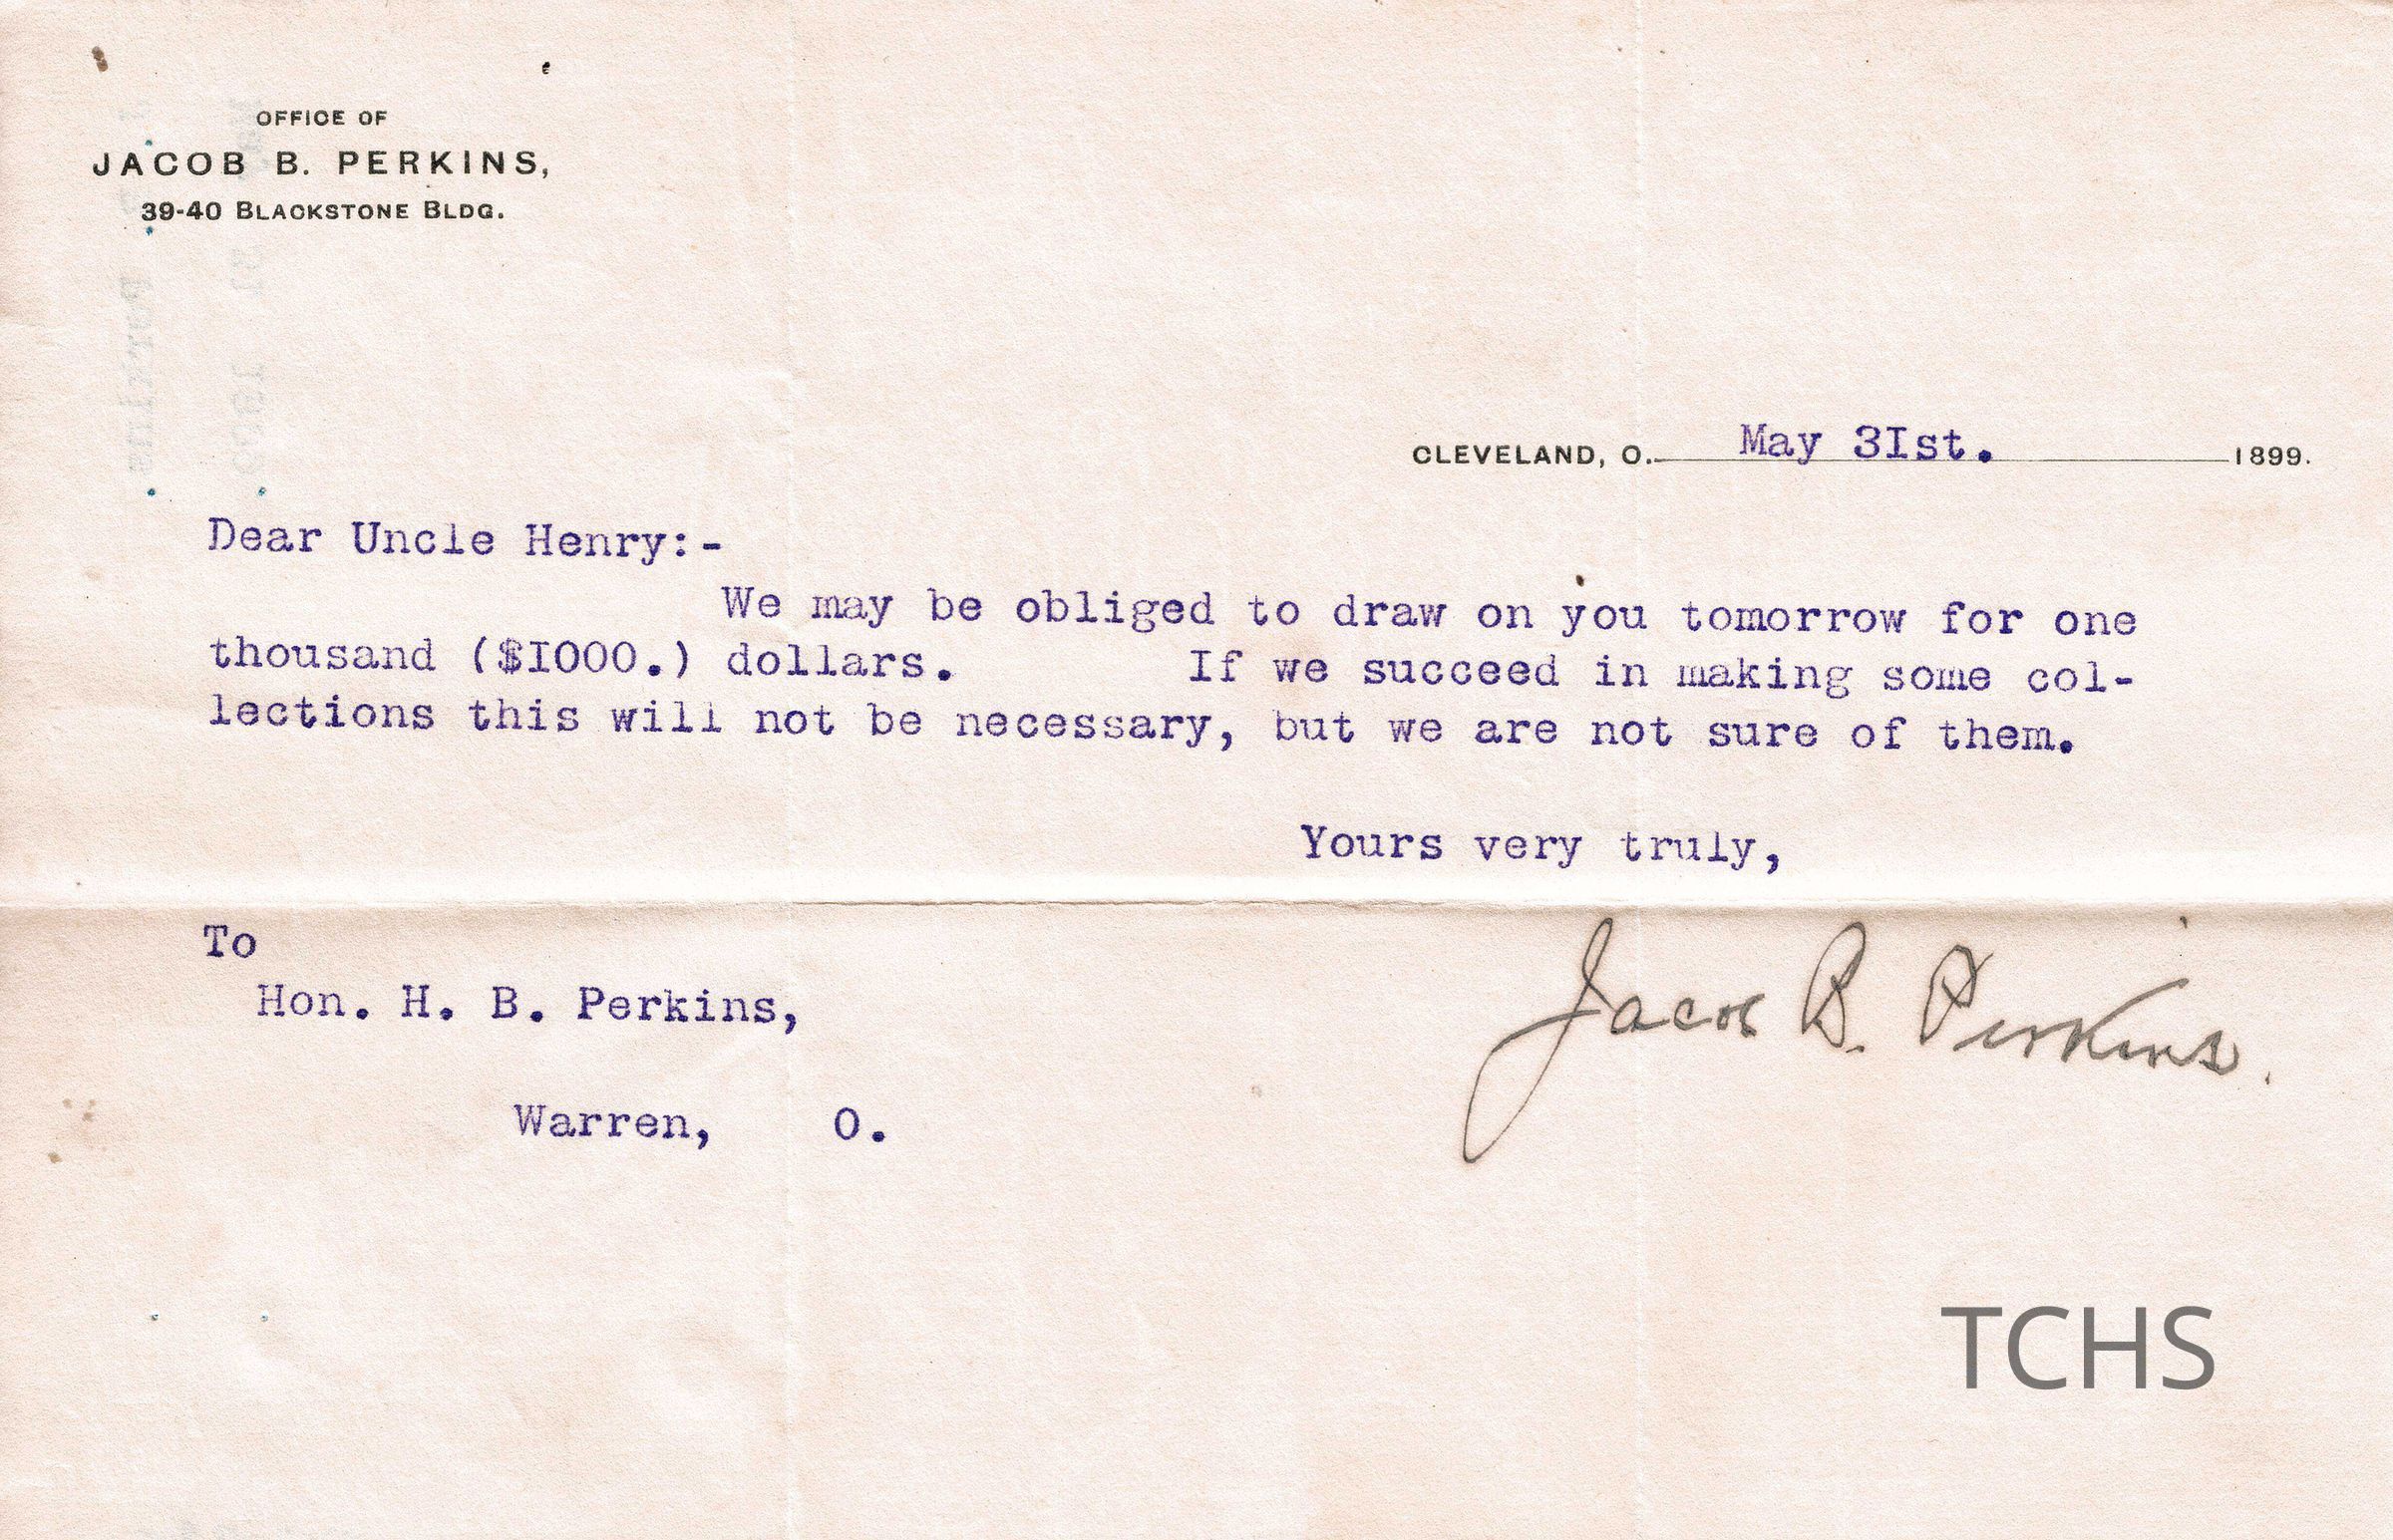 OFFICE OF
JACOB B. PERKINS,
39-40 BLACKSTONE BLDG.
CLEVELAND, O. May 3Ist. 1899.
Dear Uncle Henry:-
We may be obliged to draw on you tomorrow for one
thousand ($I000.) dollars. If we succeed in making some col-
lections this will not be necessary, but we are not sure of them.
Yours very truly,
Jacob B. Perkins.
To
Hon. H. B. Perkins,
Warren, O.
TCHS